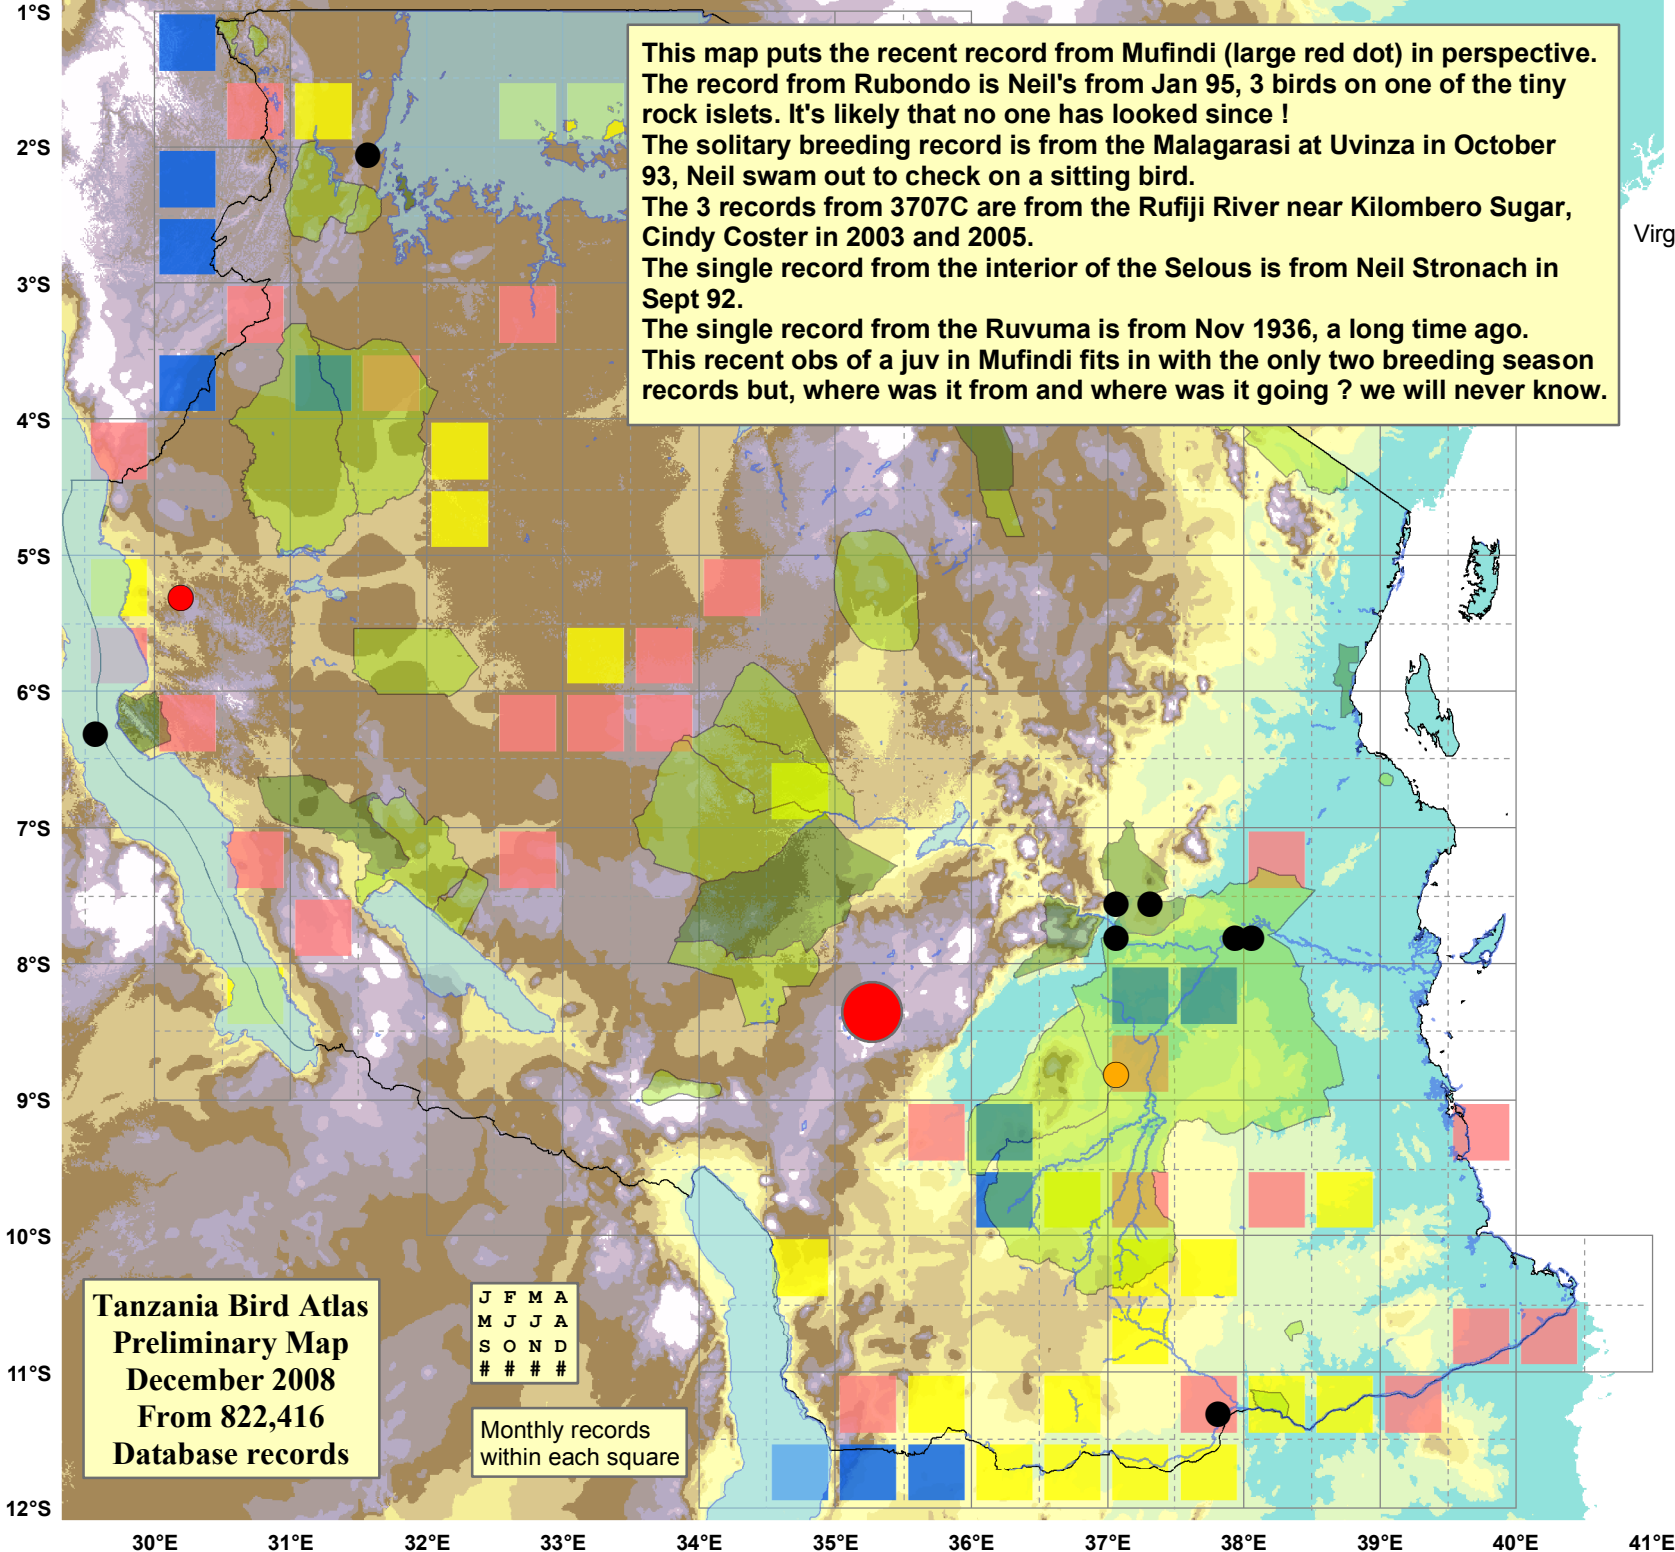 1°S
This map puts the recent record from Mufindi (large red dot) in perspective.
The record from Rubondo is Neil's from Jan 95, 3 birds on one of the tiny
rock islets. It's likely that no one has looked since !
The solitary breeding record is from the Malagarasi at Uvinza in October
93, Neil swam out to check on a sitting bird.
The 3 records from 3707C are from the Rufiji River near Kilombero Sugar,
Cindy Coster in 2003 and 2005.
The single record from the interior of the Selous is from Neil Stronach in
Sept 92.
The single record from the Ruvuma is from Nov 1936, a long time ago.
This recent obs of a juv in Mufindi fits in with the only two breeding season
records but, where was it from and where was it going ? we will never know.
Virg
2°S
3°S
4°S
5°S
6°S
7°S
8°S
9°S
10°S
11°S
12°S
Tanzania Bird Atlas
Preliminary Map
December 2008
From 822,416
Database records
J F M A
M J J A
S O N D
# # # #
Monthly records
within each square
30°E 31°E 32°E 33°E 34°E 35°E 36°E 37°E 38°E 39°E 40°E 41°E